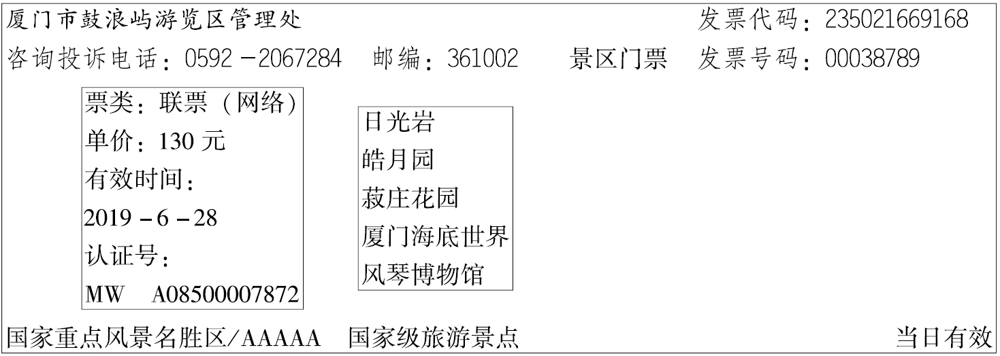 厦门市鼓浪屿游览区管理处 发票代码：235021669168
咨询投诉电话：0592－2067284 邮编：361002 景区门票 发票号码：00038789
票类：联票（网络）
单价：130 元
有效时间：
2019－6－28
认证号：
MW A08500007872
日光岩
皓月园
菽庄花园
厦门海底世界
风琴博物馆
国家重点风景名胜区/AAAAA 国家级旅游景点 当日有效